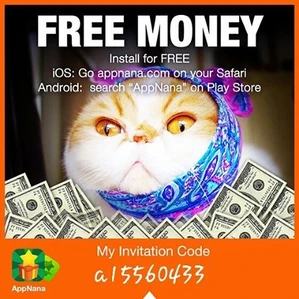 FREE MONEY
Install for FREE
iOS: Go appnana.com on your Safari
Android: search "AppNana" on Play Store
My Invitation Code
a15560433
AppNana